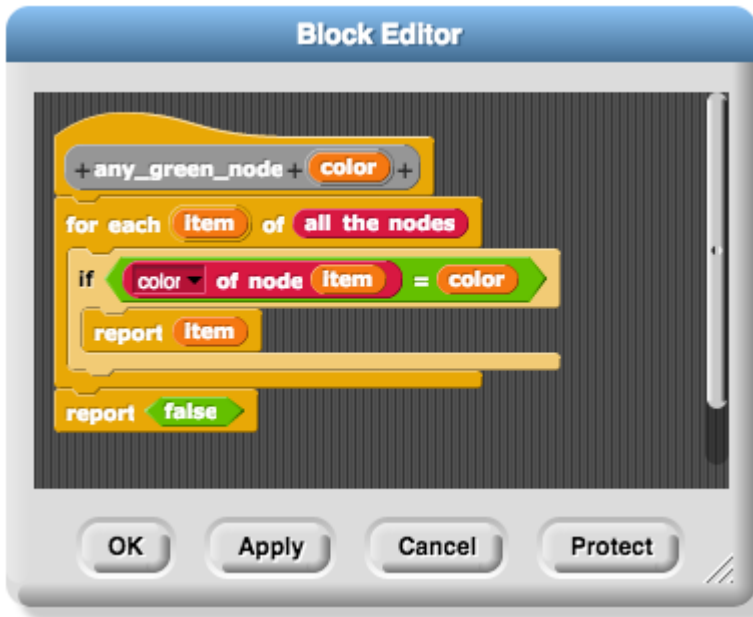 Block Editor
+ any_green_node + color +
for each item of all the nodes
if color of node item = color
report item
report false
OK Apply Cancel Protect